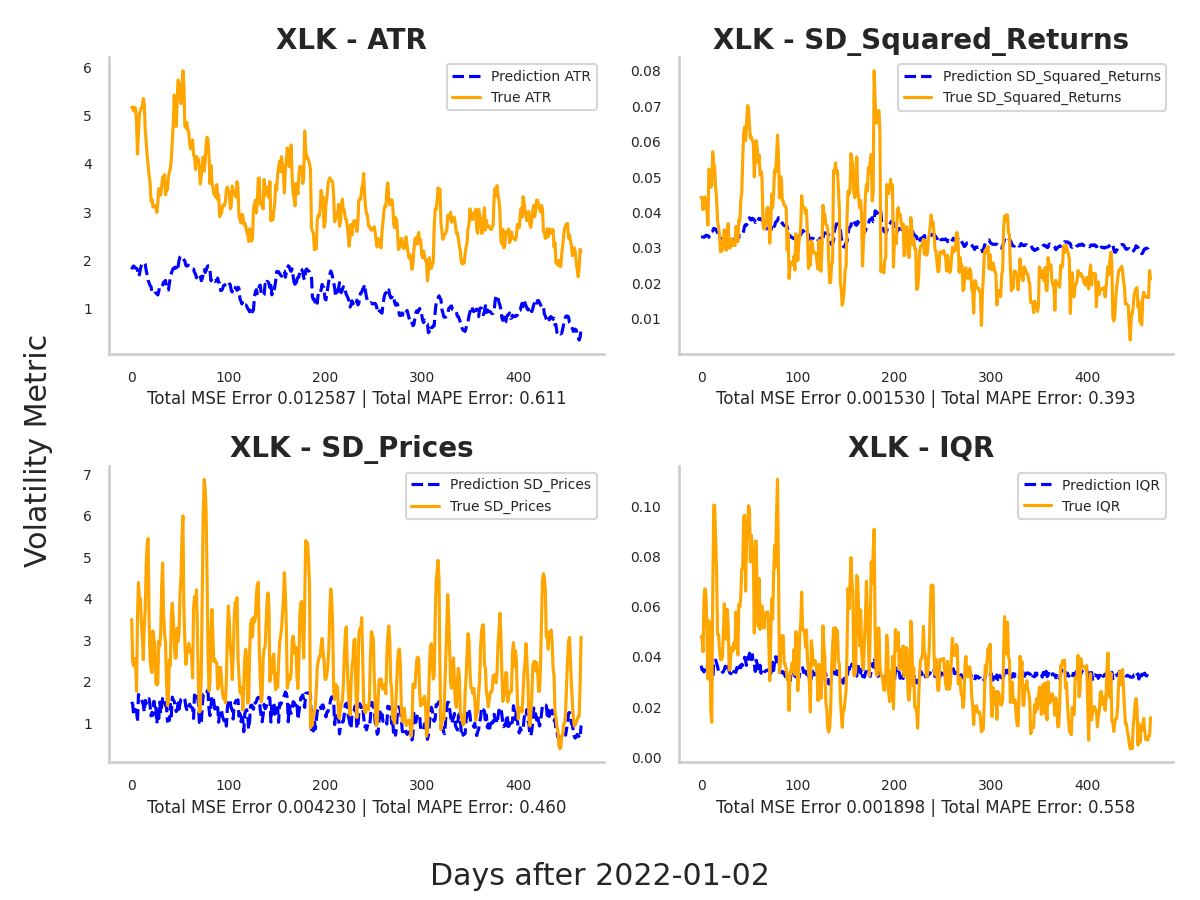 XLK - ATR
Prediction ATR
True ATR
6
5
4
3
2
1
0 100 200 300 400
Total MSE Error 0.012587 | Total MAPE Error: 0.611
XLK - SD_Squared_Returns
Prediction SD_Squared_Returns
True SD_Squared_Returns
0.08
0.07
0.06
0.05
0.04
0.03
0.02
0.01
0 100 200 300 400
Total MSE Error 0.001530 | Total MAPE Error: 0.393
Volatility Metric
XLK - SD_Prices
Prediction SD_Prices
True SD_Prices
7
6
5
4
3
2
1
0 100 200 300 400
Total MSE Error 0.004230 | Total MAPE Error: 0.460
XLK - IQR
Prediction IQR
True IQR
0.10
0.08
0.06
0.04
0.02
0.00
0 100 200 300 400
Total MSE Error 0.001898 | Total MAPE Error: 0.558
Days after 2022-01-02